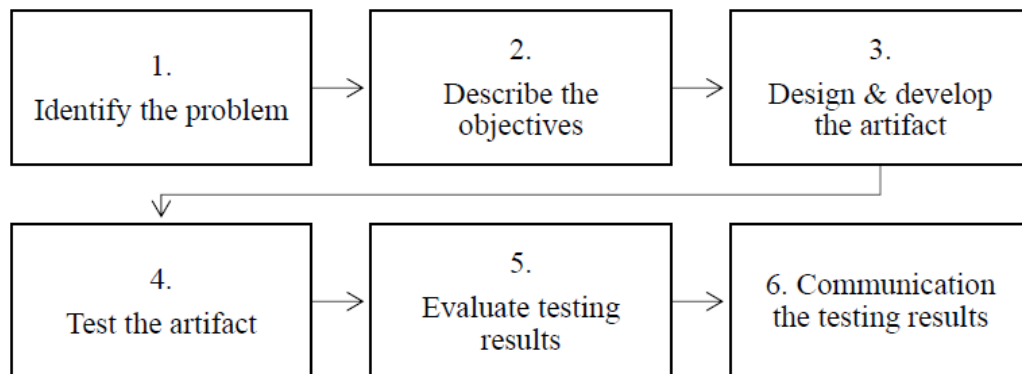 1.
Identify the problem
2.
Describe the
objectives
3.
Design & develop
the artifact
4.
Test the artifact
5.
Evaluate testing
results
6. Communication
the testing results